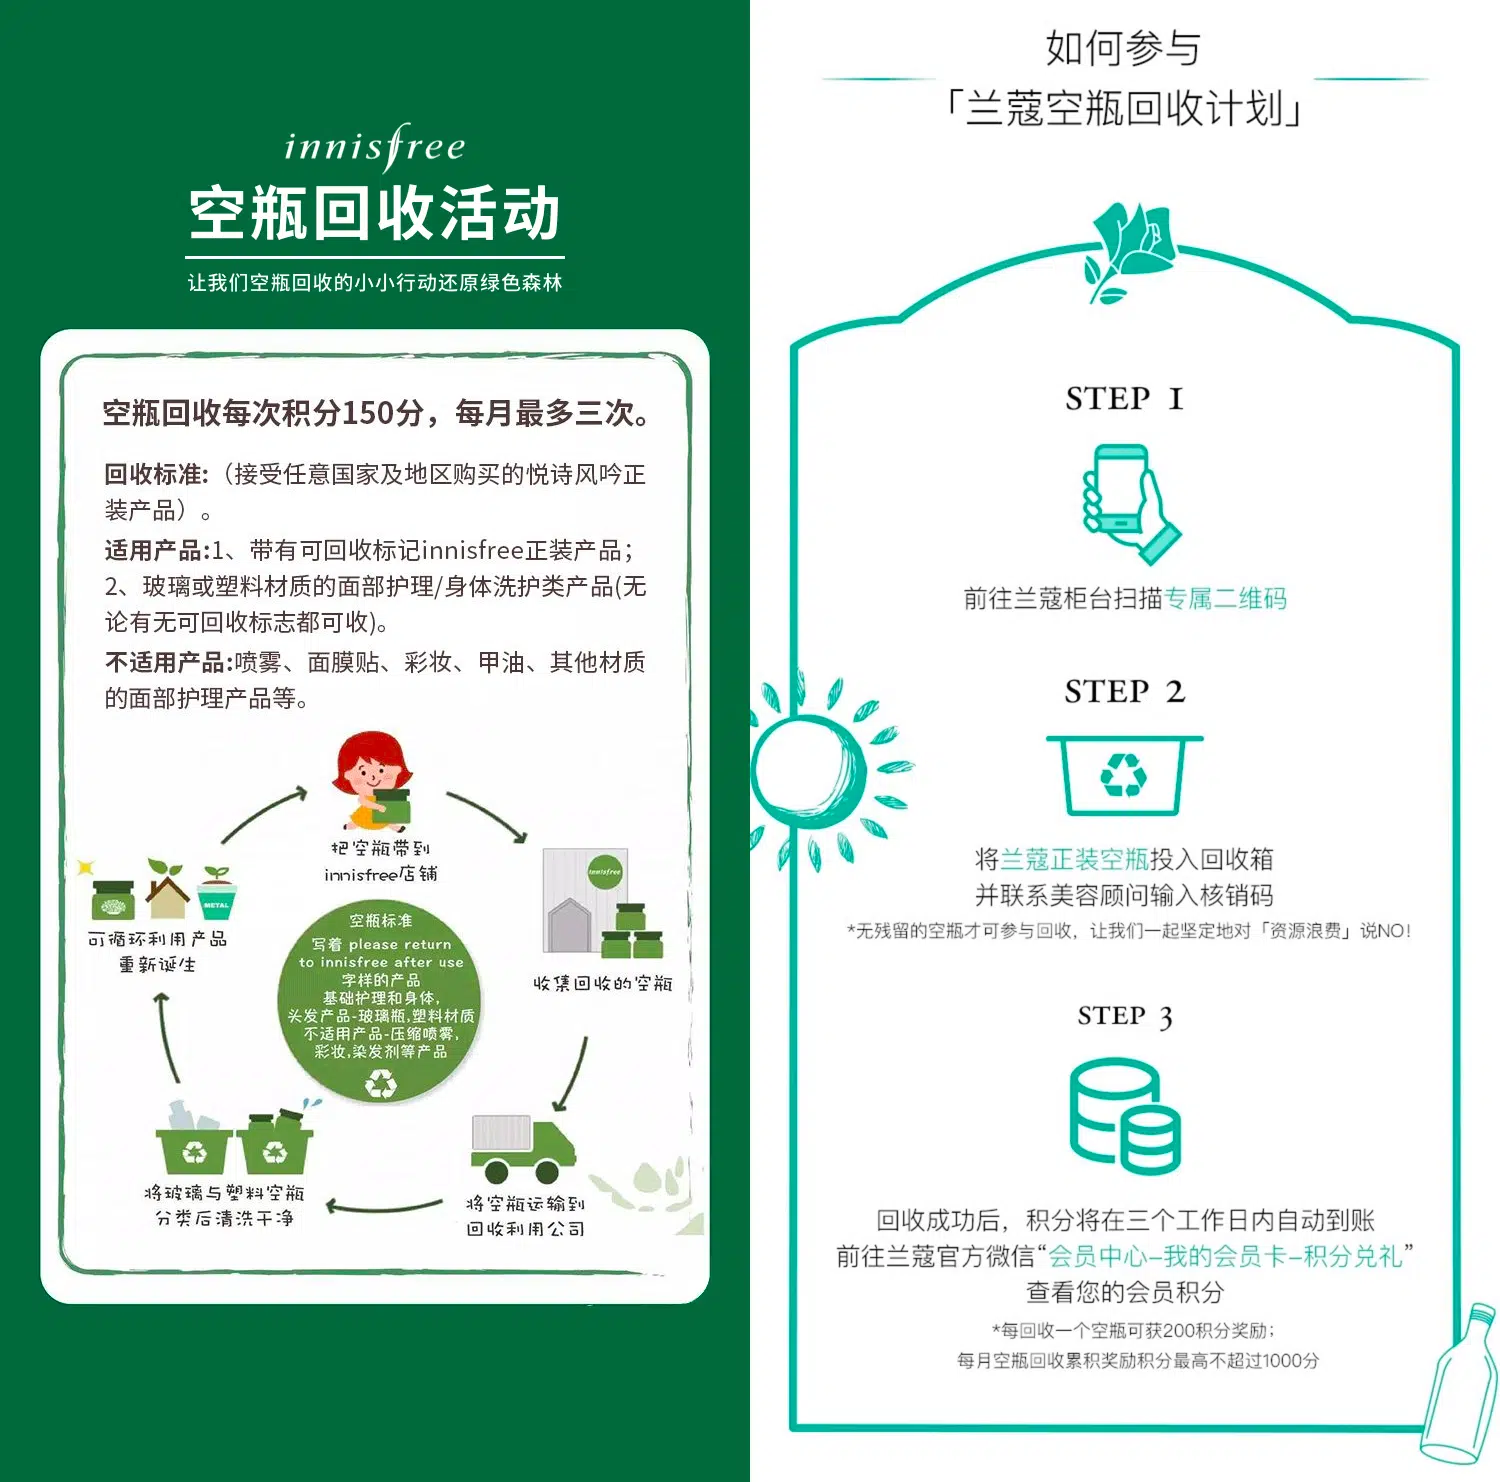 innisfree
空瓶回收活动
让我们空瓶回收的小小行动还原绿色森林
空瓶回收每次积分150分，每月最多三次。
回收标准:（接受任意国家及地区购买的悦诗风吟正
装产品）。
适用产品:1、带有可回收标记innisfree正装产品；
2、玻璃或塑料材质的面部护理/身体洗护类产品(无
论有无可回收标志都可收)。
不适用产品:喷雾、面膜贴、彩妆、甲油、其他材质
的面部护理产品等。
把空瓶带到
innisfree店铺
innisfree
收集回收的空瓶
将空瓶运输到
回收利用公司
将玻璃与塑料空瓶
分类后清洗干净
METAL
可循环利用产品
重新诞生
空瓶标准
写着 please return
to innisfree after use
字样的产品
基础护理和身体,
头发产品-玻璃瓶,塑料材质
不适用产品-压缩喷雾,
彩妆,染发剂等产品
如何参与
「兰蔻空瓶回收计划」
STEP 1
前往兰蔻柜台扫描专属二维码
STEP 2
将兰蔻正装空瓶投入回收箱
并联系美容顾问输入核销码
*无残留的空瓶才可参与回收，让我们一起坚定地对「资源浪费」说NO！
STEP 3
回收成功后，积分将在三个工作日内自动到账
前往兰蔻官方微信“会员中心–我的会员卡–积分兑礼”
查看您的会员积分
*每回收一个空瓶可获200积分奖励；
每月空瓶回收累积奖励积分最高不超过1000分